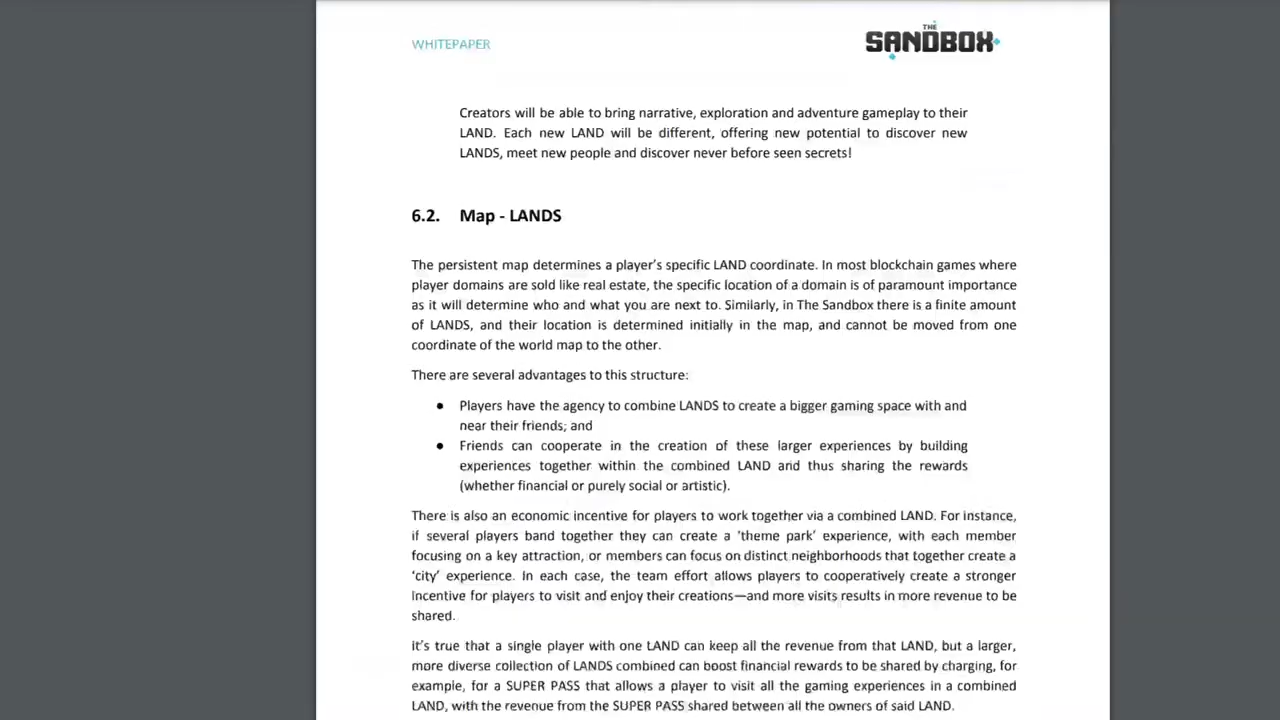 WHITEPAPER
THE
SANDBOX
Creators will be able to bring narrative, exploration and adventure gameplay to their
LAND. Each new LAND will be different, offering new potential to discover new
LANDS, meet new people and discover never before seen secrets!
6.2. Map - LANDS
The persistent map determines a player's specific LAND coordinate. In most blockchain games where
player domains are sold like real estate, the specific location of a domain is of paramount importance
as it will determine who and what you are next to. Similarly, in The Sandbox there is a finite amount
of LANDS, and their location is determined initially in the map, and cannot be moved from one
coordinate of the world map to the other.
There are several advantages to this structure:
● Players have the agency to combine LANDS to create a bigger gaming space with and
near their friends; and
● Friends can cooperate in the creation of these larger experiences by building
experiences together within the combined LAND and thus sharing the rewards
(whether financial or purely social or artistic).
There is also an economic incentive for players to work together via a combined LAND. For instance,
if several players band together they can create a 'theme park' experience, with each member
focusing on a key attraction, or members can focus on distinct neighborhoods that together create a
'city' experience. In each case, the team effort allows players to cooperatively create a stronger
incentive for players to visit and enjoy their creations—and more visits results in more revenue to be
shared.
It's true that a single player with one LAND can keep all the revenue from that LAND, but a larger,
more diverse collection of LANDS combined can boost financial rewards to be shared by charging, for
example, for a SUPER PASS that allows a player to visit all the gaming experiences in a combined
LAND, with the revenue from the SUPER PASS shared between all the owners of said LAND.